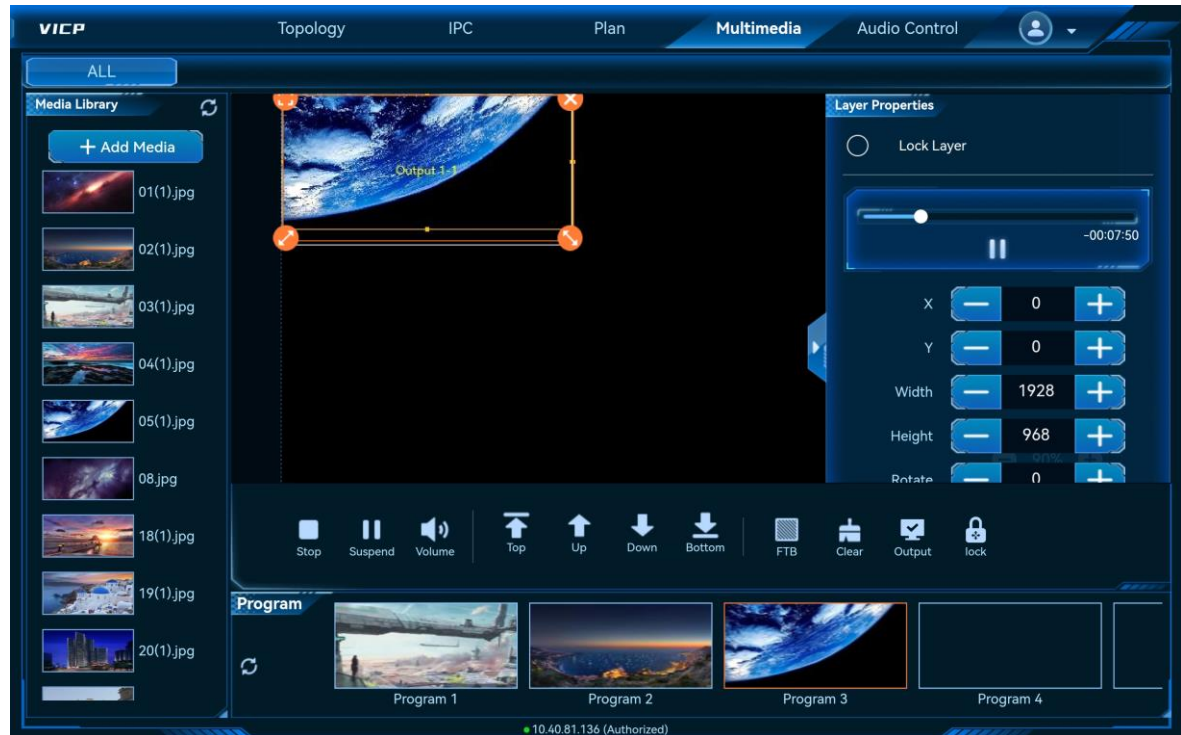 VICP
Topology
IPC
Plan
Multimedia
Audio Control
ALL
Media Library
+ Add Media
01(1).jpg
02(1).jpg
03(1).jpg
04(1).jpg
05(1).jpg
08.jpg
18(1).jpg
19(1).jpg
20(1).jpg
Output 1-1
Layer Properties
Lock Layer
-00:07:50
X
0
Y
0
Width
1928
Height
968
90%
Rotate
0
Stop
Suspend
Volume
Top
Up
Down
Bottom
FTB
Clear
Output
lock
Program
Program 1
Program 2
Program 3
Program 4
10.40.81.136 (Authorized)